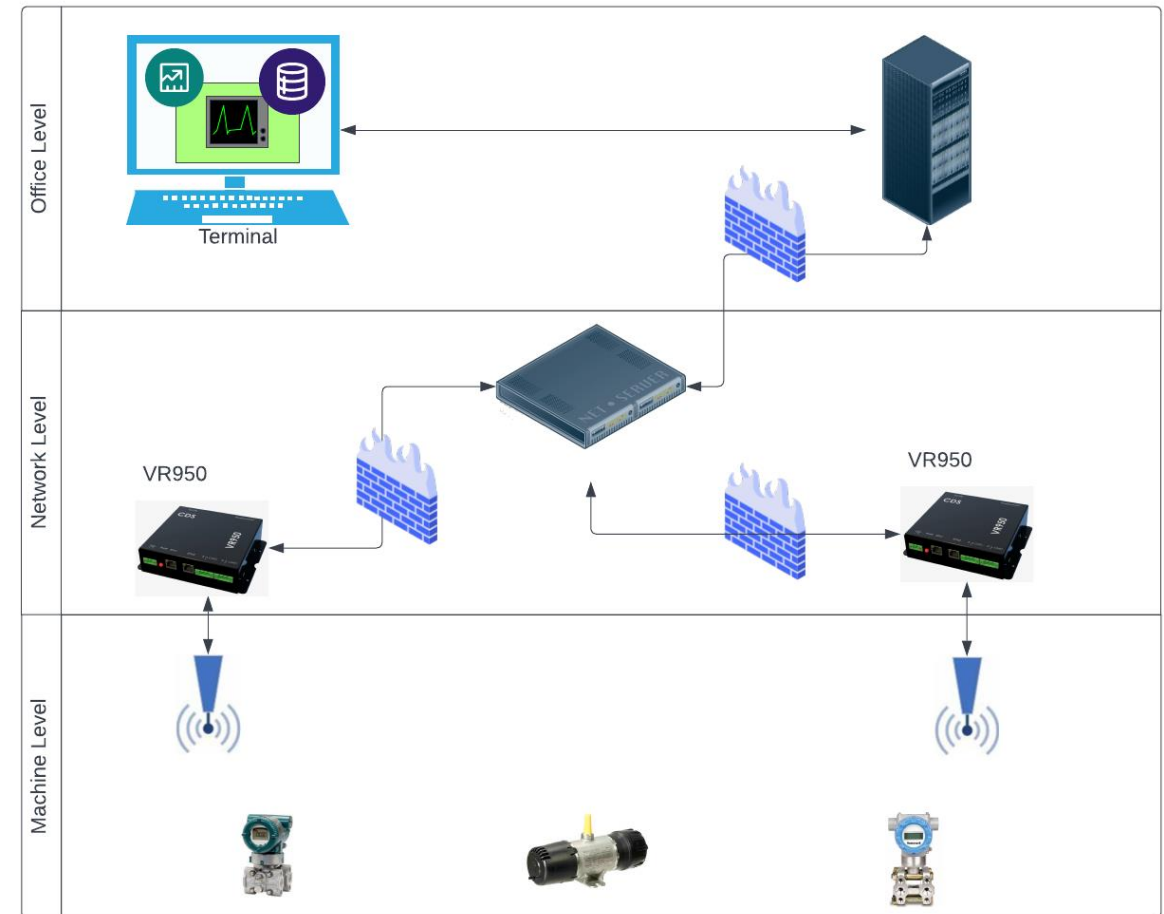 Office Level
Terminal
Network Level
NET • SERVER
VR950
CDS
VR950
VR950
CDS
VR950
Machine Level